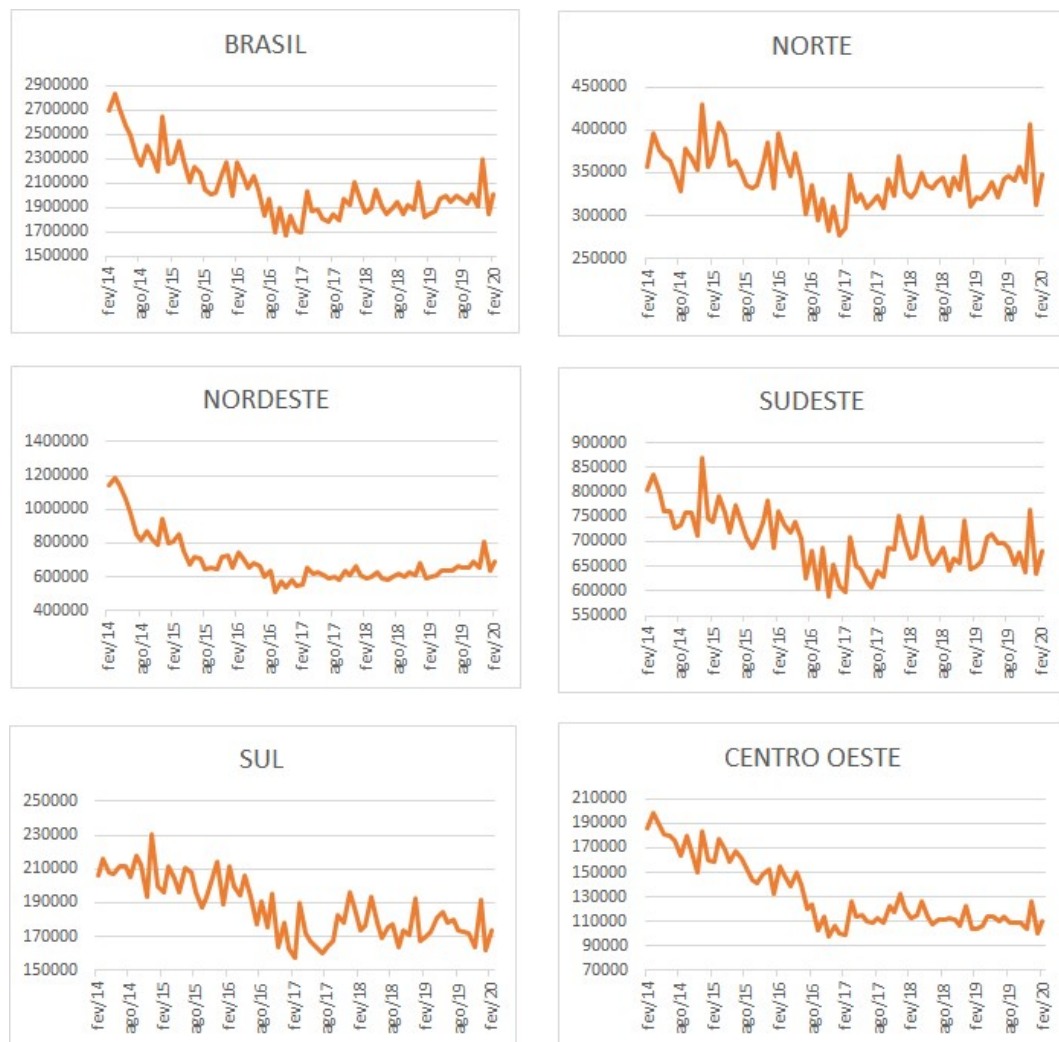 BRASIL
2900000
2700000
2500000
2300000
2100000
1900000
1700000
1500000
fev/14
ago/14
fev/15
ago/15
fev/16
ago/16
fev/17
ago/17
fev/18
ago/18
fev/19
ago/19
fev/20
NORTE
450000
400000
350000
300000
250000
fev/14
ago/14
fev/15
ago/15
fev/16
ago/16
fev/17
ago/17
fev/18
ago/18
fev/19
ago/19
fev/20
NORDESTE
1400000
1200000
1000000
800000
600000
400000
fev/14
ago/14
fev/15
ago/15
fev/16
ago/16
fev/17
ago/17
fev/18
ago/18
fev/19
ago/19
fev/20
SUDESTE
900000
850000
800000
750000
700000
650000
600000
550000
fev/14
ago/14
fev/15
ago/15
fev/16
ago/16
fev/17
ago/17
fev/18
ago/18
fev/19
ago/19
fev/20
SUL
250000
230000
210000
190000
170000
150000
fev/14
ago/14
fev/15
ago/15
fev/16
ago/16
fev/17
ago/17
fev/18
ago/18
fev/19
ago/19
fev/20
CENTRO OESTE
210000
190000
170000
150000
130000
110000
90000
70000
fev/14
ago/14
fev/15
ago/15
fev/16
ago/16
fev/17
ago/17
fev/18
ago/18
fev/19
ago/19
fev/20